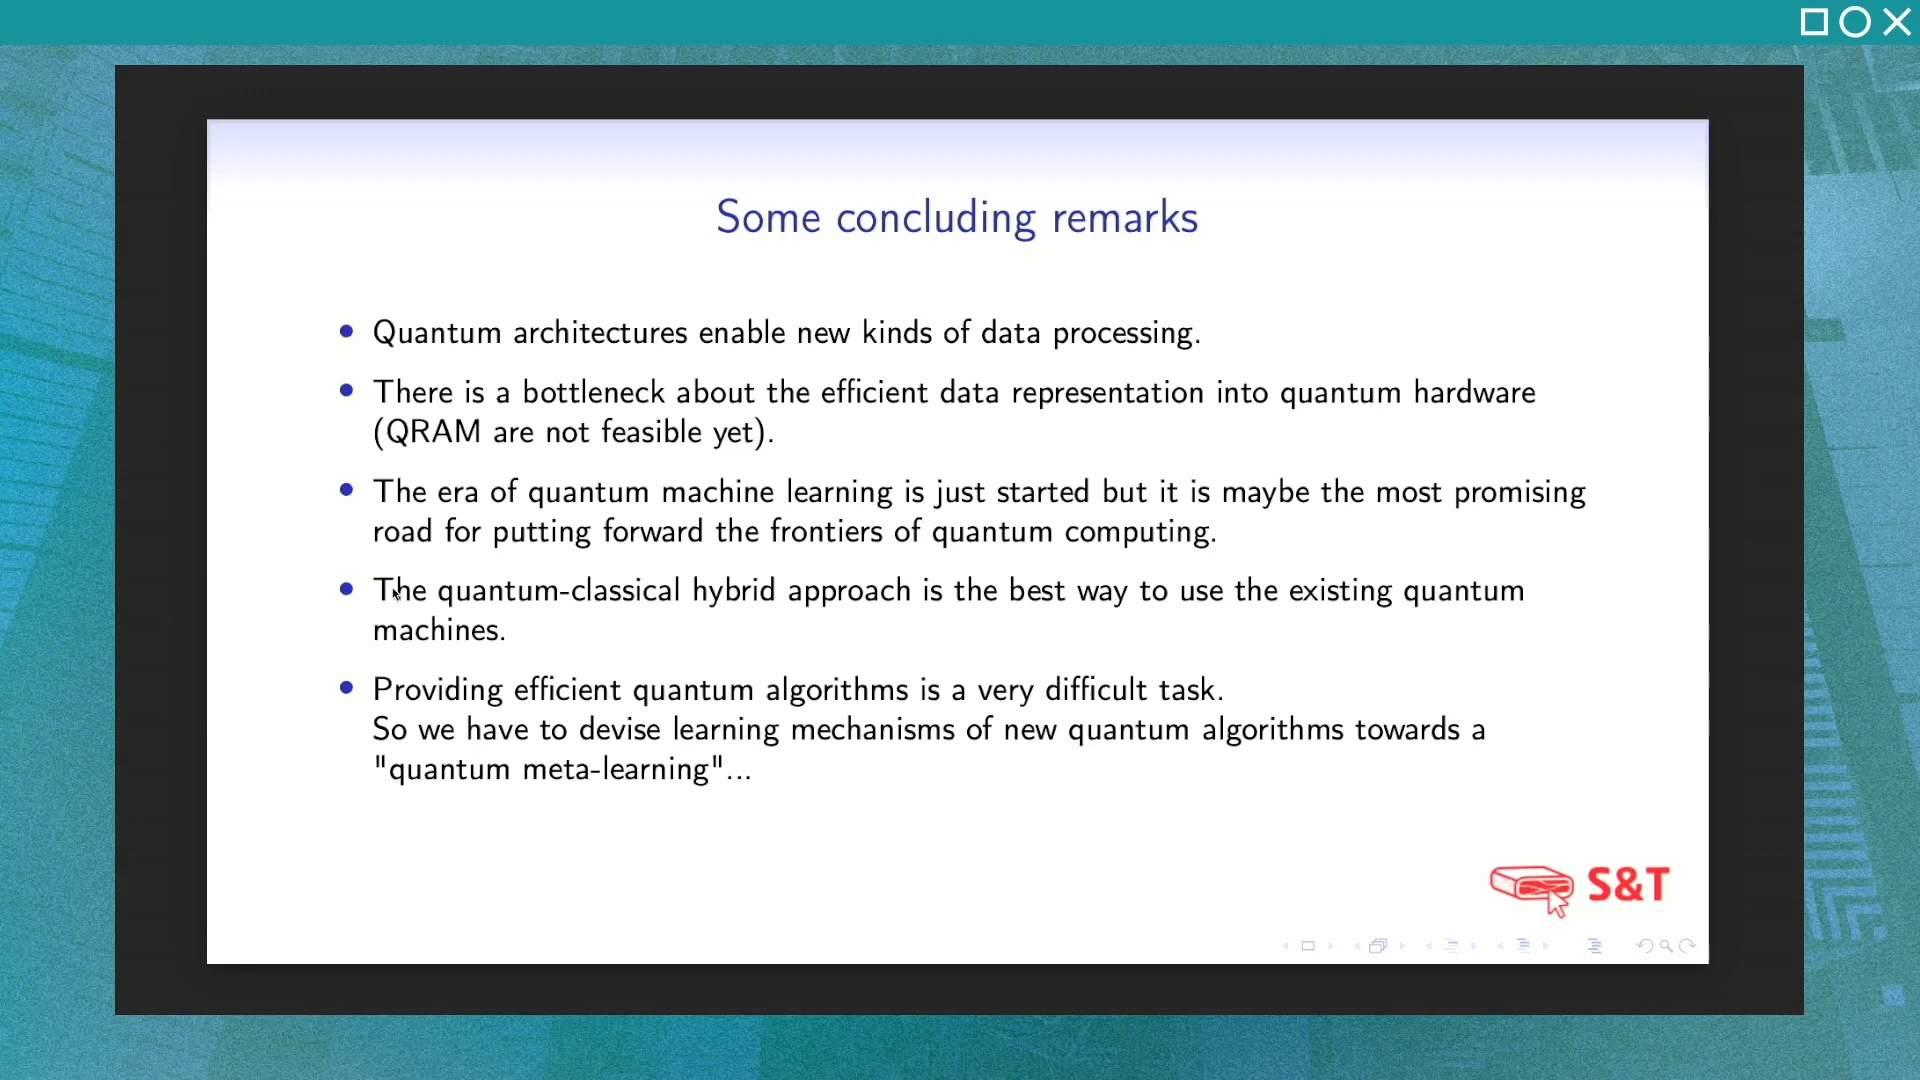 Some concluding remarks
Quantum architectures enable new kinds of data processing.
There is a bottleneck about the efficient data representation into quantum hardware
(QRAM are not feasible yet).
The era of quantum machine learning is just started but it is maybe the most promising
road for putting forward the frontiers of quantum computing.
The quantum-classical hybrid approach is the best way to use the existing quantum
machines.
Providing efficient quantum algorithms is a very difficult task.
So we have to devise learning mechanisms of new quantum algorithms towards a
"quantum meta-learning"...
S&T